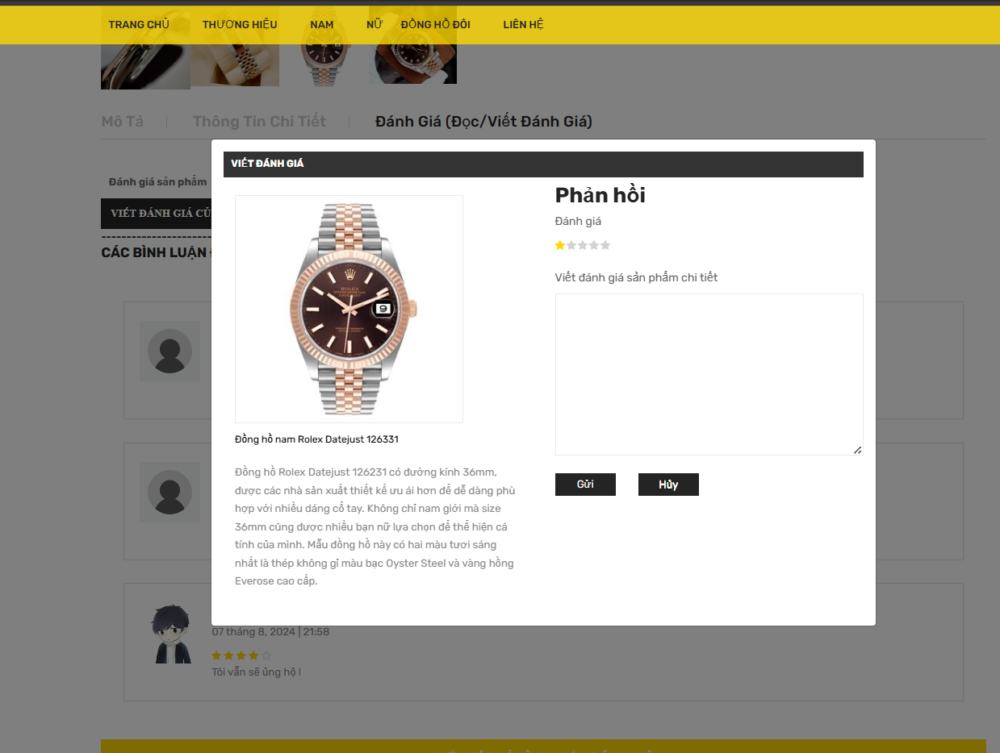 TRANG CHỦ THƯƠNG HIỆU NAM NỮ ĐỒNG HỒ ĐÔI LIÊN HỆ
Mô Tả Thông Tin Chi Tiết Đánh Giá (Đọc/Viết Đánh Giá)
Đánh giá sản phẩm
VIẾT ĐÁNH GIÁ
CÁC BÌNH LUẬN
VIẾT ĐÁNH GIÁ
ROLEX
9
Đồng hồ nam Rolex Datejust 126331
Đồng hồ Rolex Datejust 126231 có đường kính 36mm,
được các nhà sản xuất thiết kế ưu ái hơn để dễ dàng phù
hợp với nhiều dáng cổ tay. Không chỉ nam giới mà size
36mm cũng được nhiều bạn nữ lựa chọn để thể hiện cá
tính của mình. Mẫu đồng hồ này có hai màu tươi sáng
nhất là thép không gỉ màu bạc Oyster Steel và vàng hồng
Everose cao cấp.
Phản hồi
Đánh giá
Viết đánh giá sản phẩm chi tiết
Gửi Hủy
07 tháng 8, 2024 | 21:58
Tôi vẫn sẽ ủng hộ !